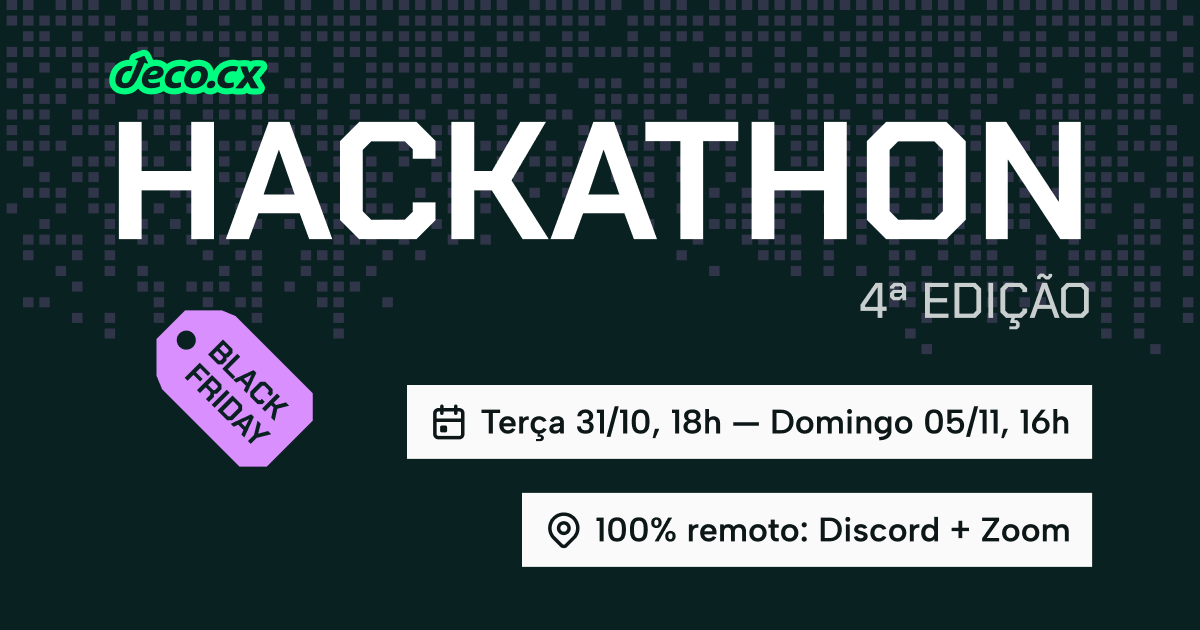 deco.cx
HACKATHON
4ª EDIÇÃO
BLACK
FRIDAY
Terça 31/10, 18h — Domingo 05/11, 16h
100% remoto: Discord + Zoom